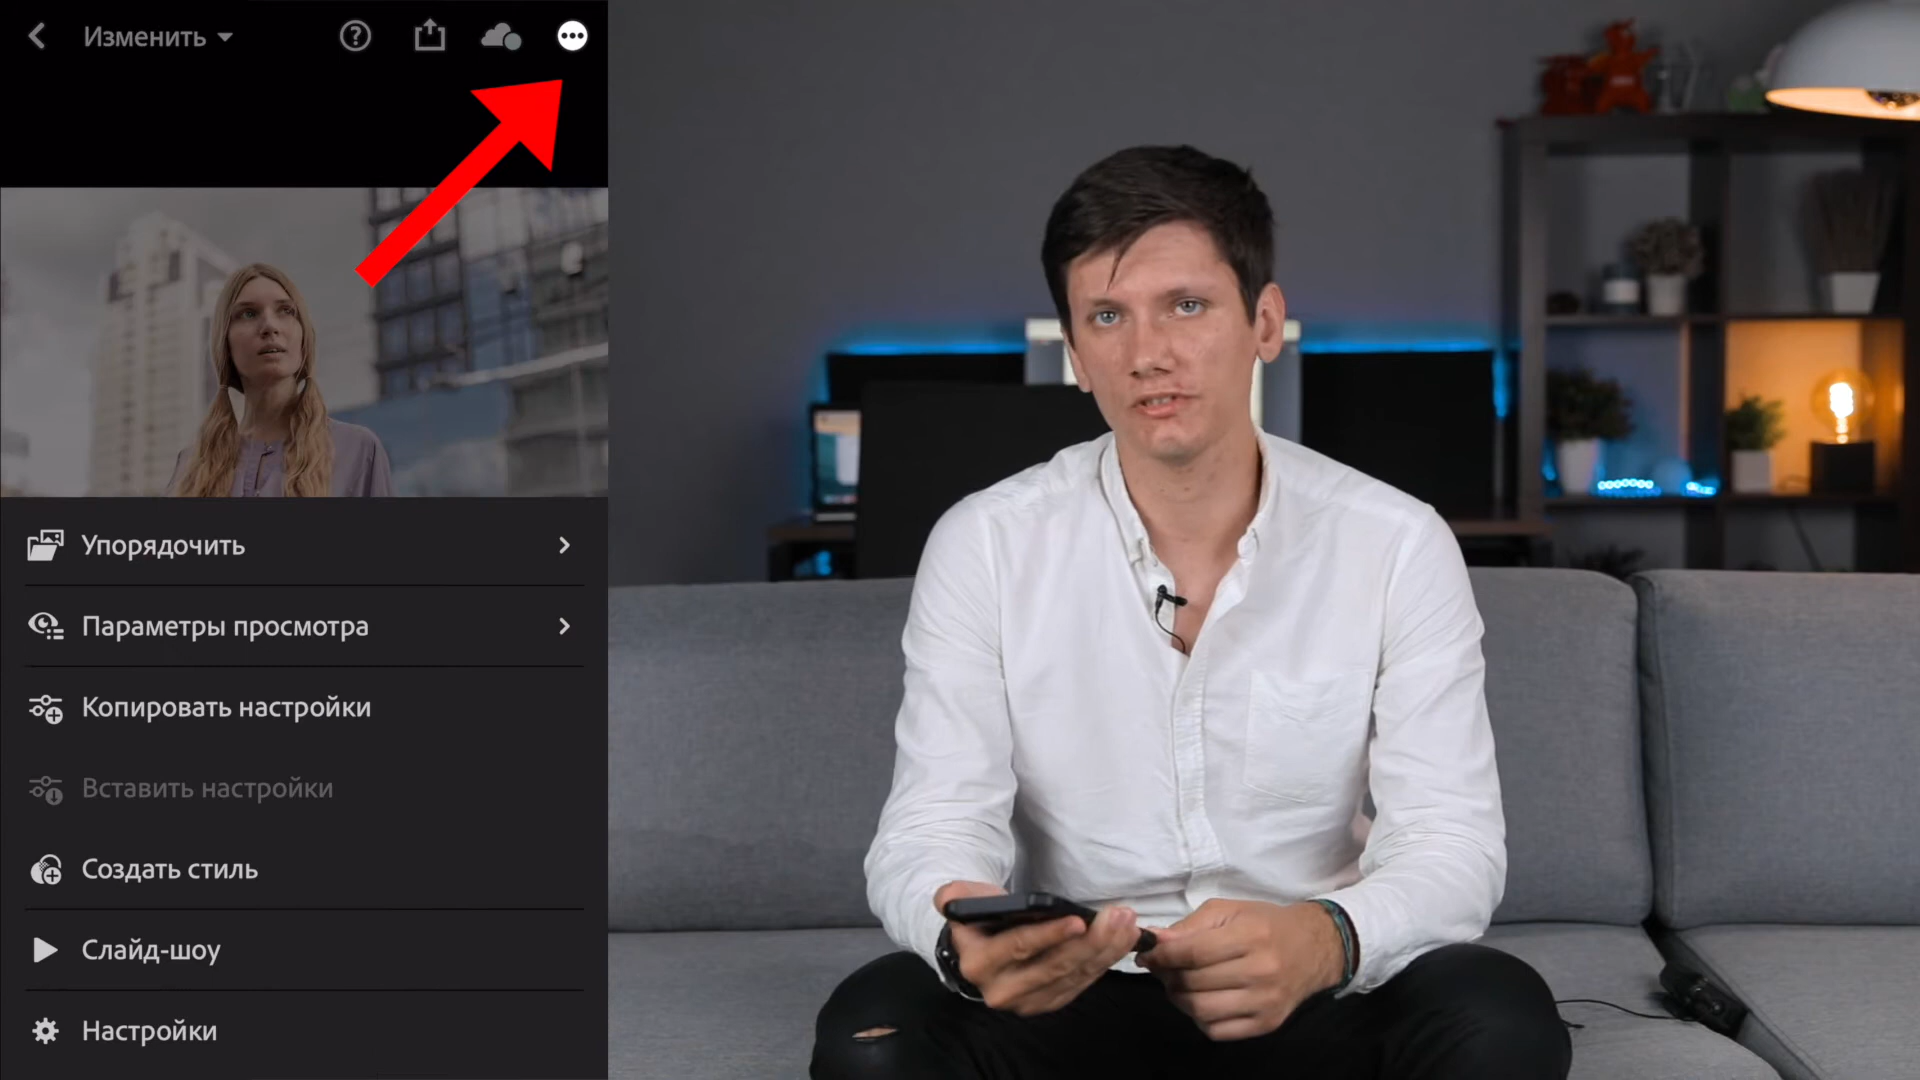 Изменить
Упорядочить
Параметры просмотра
Копировать настройки
Вставить настройки
Создать стиль
Слайд-шоу
Настройки